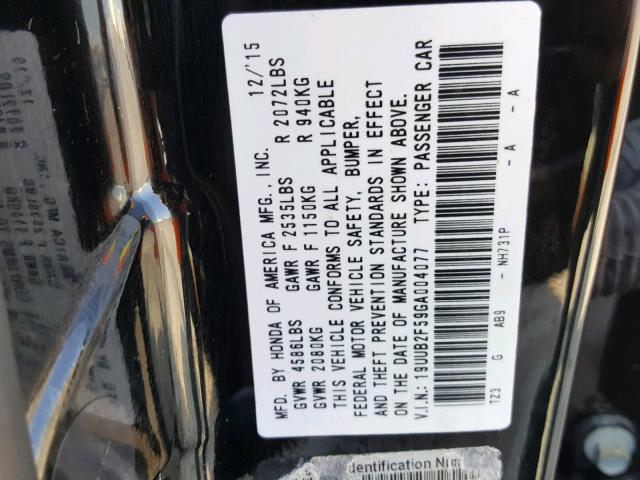 MFD. BY HONDA OF AMERICA MFG., INC. 12/'15
GVWR 4586LBS GAWR F 2535LBS R 2072LBS
GVWR 2080KG GAWR F 1150KG R 940KG
THIS VEHICLE CONFORMS TO ALL APPLICABLE
FEDERAL MOTOR VEHICLE SAFETY, BUMPER,
AND THEFT PREVENTION STANDARDS IN EFFECT
ON THE DATE OF MANUFACTURE SHOWN ABOVE.
V.I.N.: 19UUB2F59GA004077 TYPE: PASSENGER CAR
TZ3 G AB9 NH731P - A - A
dentification